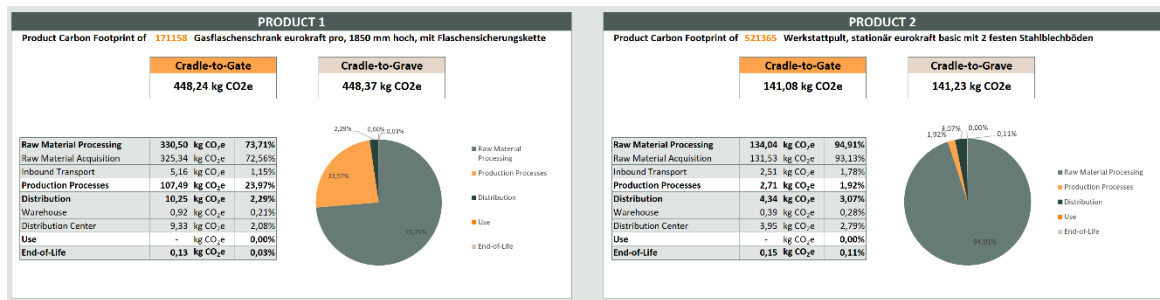 PRODUCT 1
Product Carbon Footprint of 171158 Gasflaschenschrank eurokraft pro, 1850 mm hoch, mit Flaschensicherungskette
Cradle-to-Gate Cradle-to-Grave
448,24 kg CO2e 448,37 kg CO2e
Raw Material Processing 330,50 kg CO₂e 73,71%
Raw Material Acquisition 325,34 kg CO₂e 72,56%
Inbound Transport 5,16 kg CO₂e 1,15%
Production Processes 107,49 kg CO₂e 23,97%
Distribution 10,25 kg CO₂e 2,29%
Warehouse 0,92 kg CO₂e 0,21%
Distribution Center 9,33 kg CO₂e 2,08%
Use - kg CO₂e 0,00%
End-of-Life 0,13 kg CO₂e 0,03%
2,29% 0,00% 0,03%
23,97%
73,71%
Raw Material
Processing
Production Processes
Distribution
Use
End-of-Life
PRODUCT 2
Product Carbon Footprint of 521365 Werkstattpult, stationär eurokraft basic mit 2 festen Stahlblechböden
Cradle-to-Gate Cradle-to-Grave
141,08 kg CO2e 141,23 kg CO2e
Raw Material Processing 134,04 kg CO₂e 94,91%
Raw Material Acquisition 131,53 kg CO₂e 93,13%
Inbound Transport 2,51 kg CO₂e 1,78%
Production Processes 2,71 kg CO₂e 1,92%
Distribution 4,34 kg CO₂e 3,07%
Warehouse 0,39 kg CO₂e 0,28%
Distribution Center 3,95 kg CO₂e 2,79%
Use - kg CO₂e 0,00%
End-of-Life 0,15 kg CO₂e 0,11%
3,07% 0,00%
1,92% 0,11%
94,91%
Raw Material Processing
Production Processes
Distribution
Use
End-of-Life